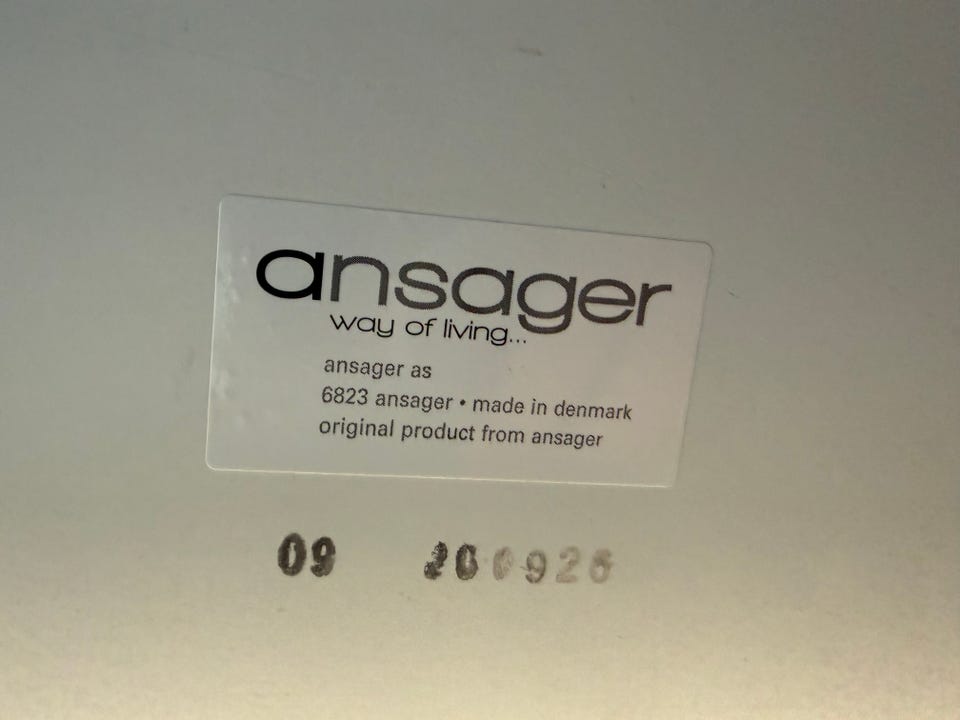 ansager
way of living...
ansager as
6823 ansager • made in denmark
original product from ansager
09